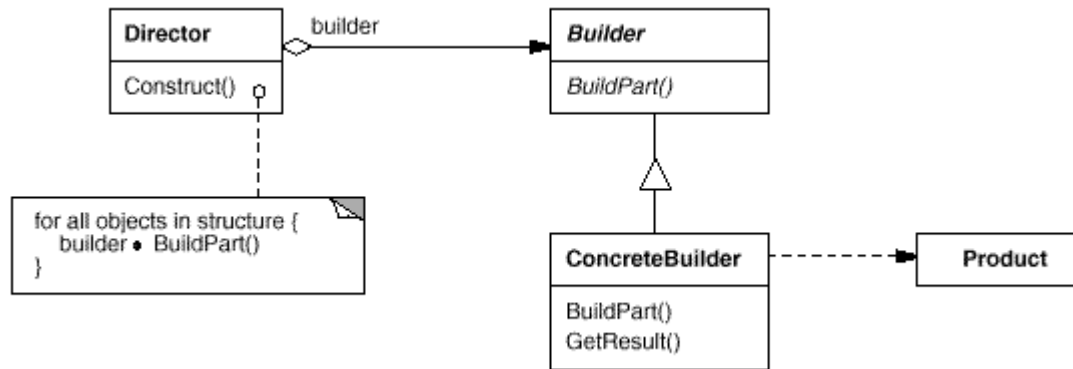 Director
builder
Builder
Construct()
BuildPart()
for all objects in structure {
builder • BuildPart()
}
ConcreteBuilder
Product
BuildPart()
GetResult()